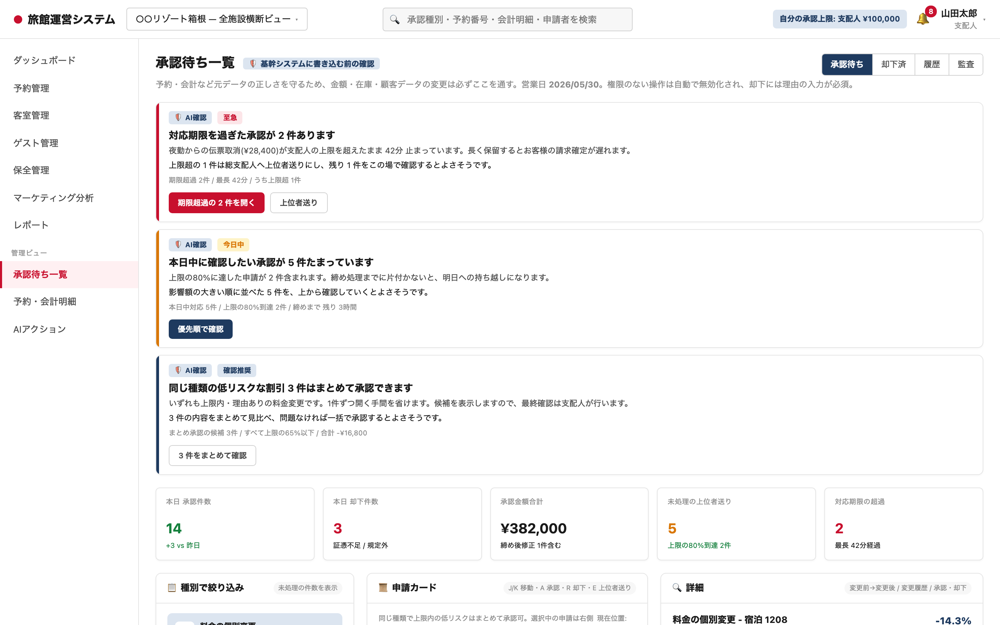 旅館運営システム
〇〇リゾート箱根 — 全施設横断ビュー
承認種別・予約番号・会計明細・申請者を検索
自分の承認上限: 支配人 ¥100,000
8
山田太郎
支配人
ダッシュボード
予約管理
客室管理
ゲスト管理
保全管理
マーケティング分析
レポート
管理ビュー
承認待ち一覧
予約・会計明細
AIアクション
承認待ち一覧
基幹システムに書き込む前の確認
承認待ち
却下済
履歴
監査
予約・会計など元データの正しさを守るため、金額・在庫・顧客データの変更は必ずここを通す。営業日 2026/05/30。権限のない操作は自動で無効化され、却下には理由の入力が必須。
AI確認
至急
対応期限を過ぎた承認が 2 件あります
夜勤からの伝票取消(¥28,400)が支配人の上限を超えたまま 42分 止まっています。長く保留するとお客様の請求確定が遅れます。
上限超の 1 件は総支配人へ上位者送りにし、残り 1 件をこの場で確認するとよさそうです。
期限超過 2件 / 最長 42分 / うち上限超 1件
期限超過の 2 件を開く
上位者送り
AI確認
今日中
本日中に確認したい承認が 5 件たまっています
上限の80%に達した申請が 2 件含まれます。締め処理までに片付かないと、明日への持ち越しになります。
影響額の大きい順に並べた 5 件を、上から確認していくとよさそうです。
本日中対応 5件 / 上限の80%到達 2件 / 締めまで 残り 3時間
優先順で確認
AI確認
確認推奨
同じ種類の低リスクな割引 3 件はまとめて承認できます
いずれも上限内・理由ありの料金変更です。1件ずつ開く手間を省けます。候補を表示しますので、最終確認は支配人が行います。
3 件の内容をまとめて見比べ、問題なければ一括で承認するとよさそうです。
まとめ承認の候補 3件 / すべて上限の65%以下 / 合計 -¥16,800
3 件をまとめて確認
本日 承認件数
14
+3 vs 昨日
本日 却下件数
3
証憑不足 / 規定外
承認金額合計
¥382,000
締め後修正 1件含む
未処理の上位者送り
5
上限の80%到達 2件
対応期限の超過
2
最長 42分経過
種別で絞り込み
未処理の件数を表示
料金の個別変更
申請カード
J/K 移動・A 承認・R 却下・E 上位者送り
同じ種類で上限内の低リスクはまとめて承認可。選択中の申請は右側 現在位置:
詳細
変更前→変更後 / 変更履歴 / 承認・却下
料金の個別変更 - 宿泊 1208
-14.3%